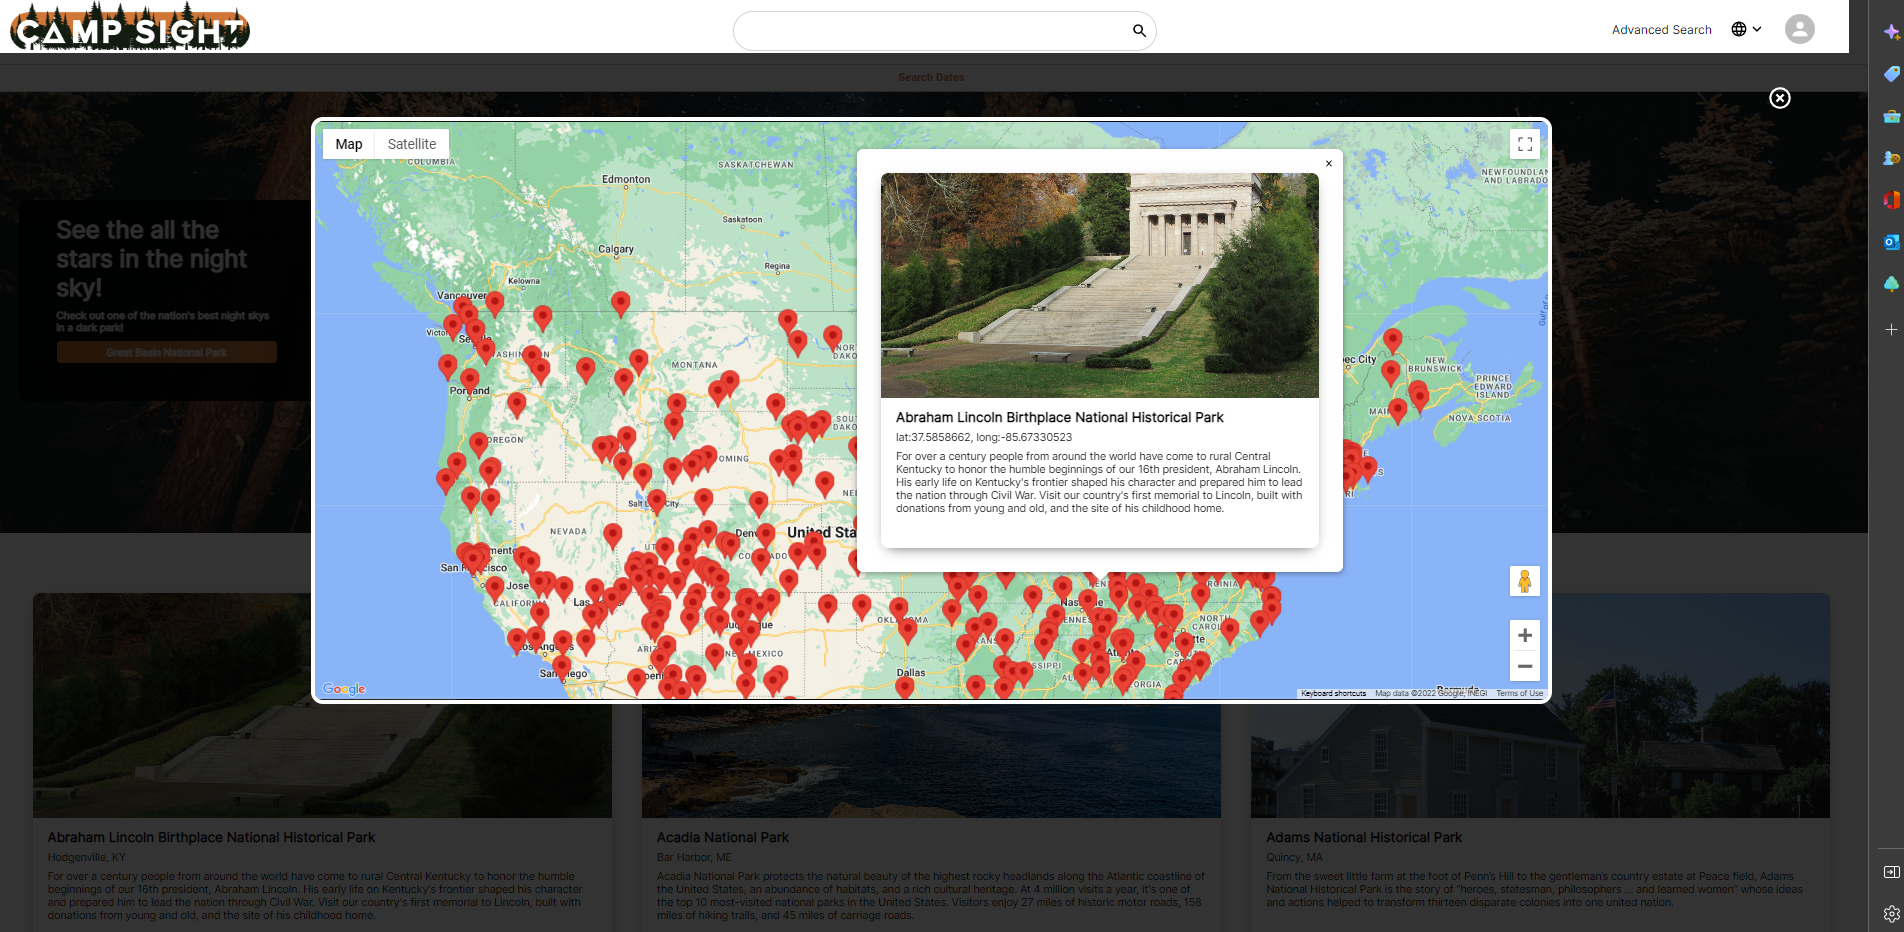 CAMP SIGHT
Advanced Search
Search Dates
See the all the
stars in the night
sky!
Check out one of the nation's best night skys
in a dark park!
Great Basin National Park
Map
Satellite
COLUMBIA
SASKATCHEWAN
Edmonton
Saskatoon
Calgary
Regina
Kelowna
Vancouver
NEWFOUNDLAN
AND LABRADO
Gulf of
MONTANA
Portland
OREGON
NEVADA
United Sta
Salt Lake City
CALIFORNIA
Dallas
NEW
BRUNSWICK
PRINCE
EDWARD
ISLAND
NOVA SCOTIA
NORTH
×
Abraham Lincoln Birthplace National Historical Park
lat:37.5858662, long:-85.67330523
For over a century people from around the world have come to rural Central
Kentucky to honor the humble beginnings of our 16th president, Abraham Lincoln.
His early life on Kentucky's frontier shaped his character and prepared him to lead
the nation through Civil War. Visit our country's first memorial to Lincoln, built with
donations from young and old, and the site of his childhood home.
Google
Keyboard shortcuts
Map data ©2022 Google, INEGI
Terms of Use
Abraham Lincoln Birthplace National Historical Park
Hodgenville, KY
For over a century people from around the world have come to rural Central Kentucky to honor the humble
beginnings of our 16th president, Abraham Lincoln. His early life on Kentucky's frontier shaped his character
and prepared him to lead the nation through Civil War. Visit our country's first memorial to Lincoln, built with
donations from young and old, and the site of his childhood home.
Acadia National Park
Bar Harbor, ME
Acadia National Park protects the natural beauty of the highest rocky headlands along the Atlantic coastline of
the United States, an abundance of habitats, and a rich cultural heritage. At 4 million visits a year, it's one of
the top 10 most-visited national parks in the United States. Visitors enjoy 27 miles of historic motor roads, 158
miles of hiking trails, and 45 miles of carriage roads.
Adams National Historical Park
Quincy, MA
From the sweet little farm at the foot of Penn's Hill to the gentleman's country estate at Peace field, Adams
National Historical Park is the story of "heroes, statesman, philosophers ... and learned women" whose ideas
and actions helped to transform thirteen disparate colonies into one united nation.